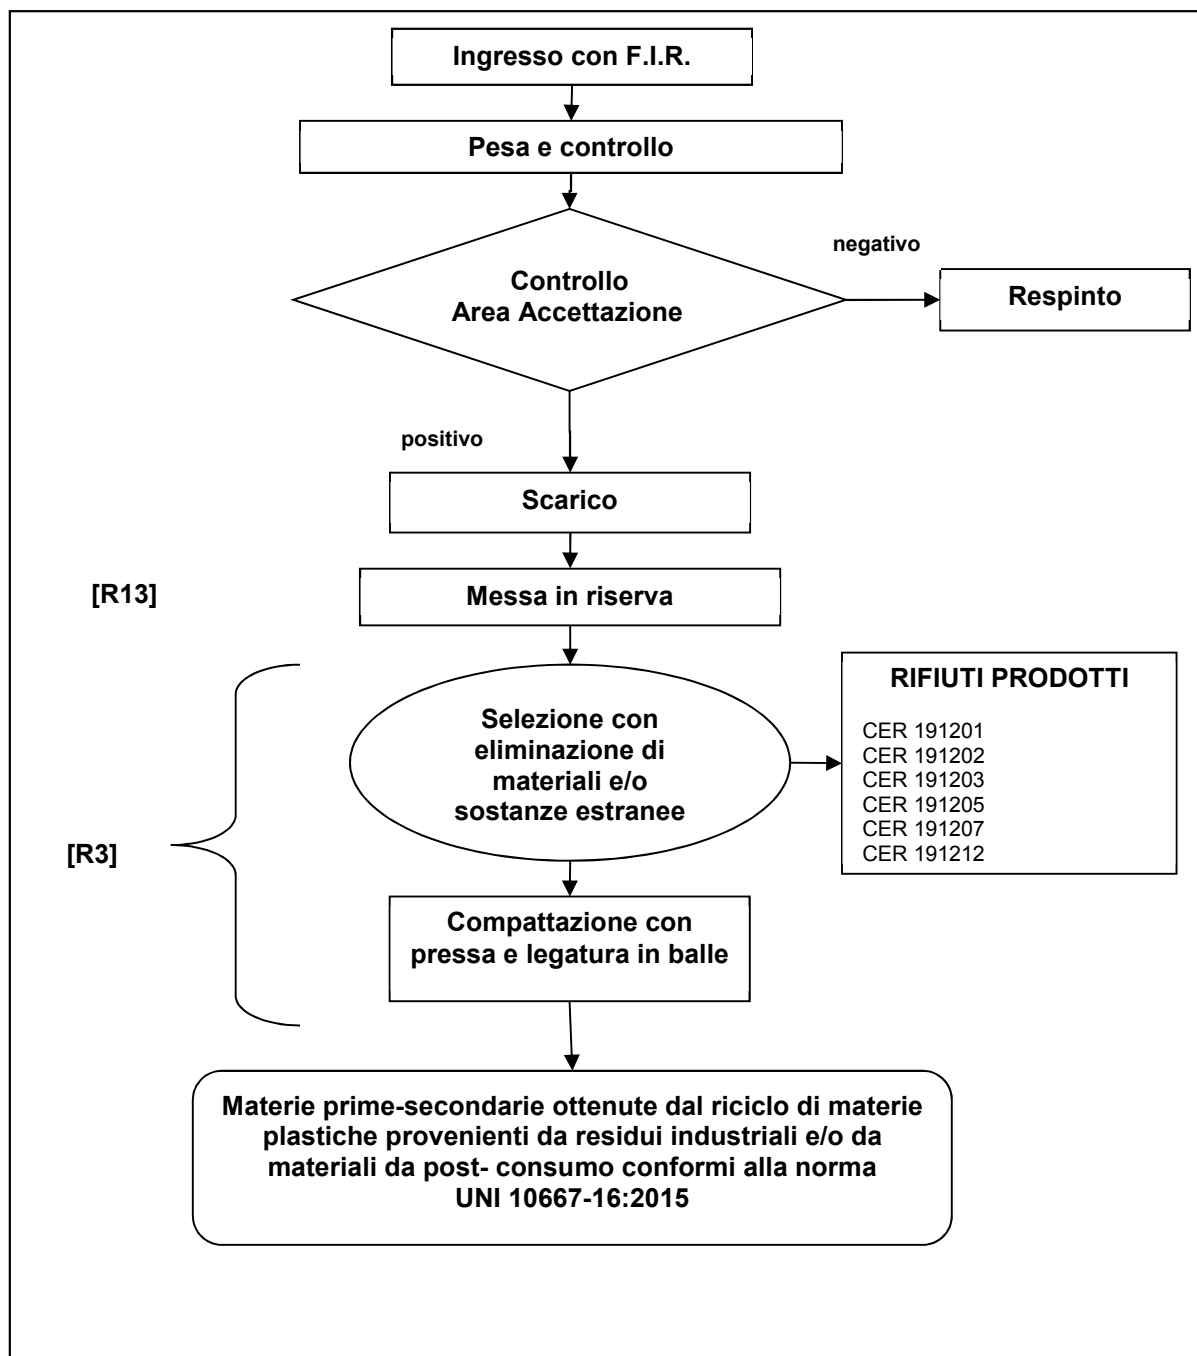 Ingresso con F.I.R.
Pesa e controllo
negativo
Controllo
Area Accettazione
Respinto
positivo
Scarico
[R13]
Messa in riserva
Selezione con
eliminazione di
materiali e/o
sostanze estranee
RIFIUTI PRODOTTI
CER 191201
CER 191202
CER 191203
CER 191205
CER 191207
CER 191212
[R3]
Compattazione con
pressa e legatura in balle
Materie prime-secondarie ottenute dal riciclo di materie
plastiche provenienti da residui industriali e/o da
materiali da post- consumo conformi alla norma
UNI 10667-16:2015